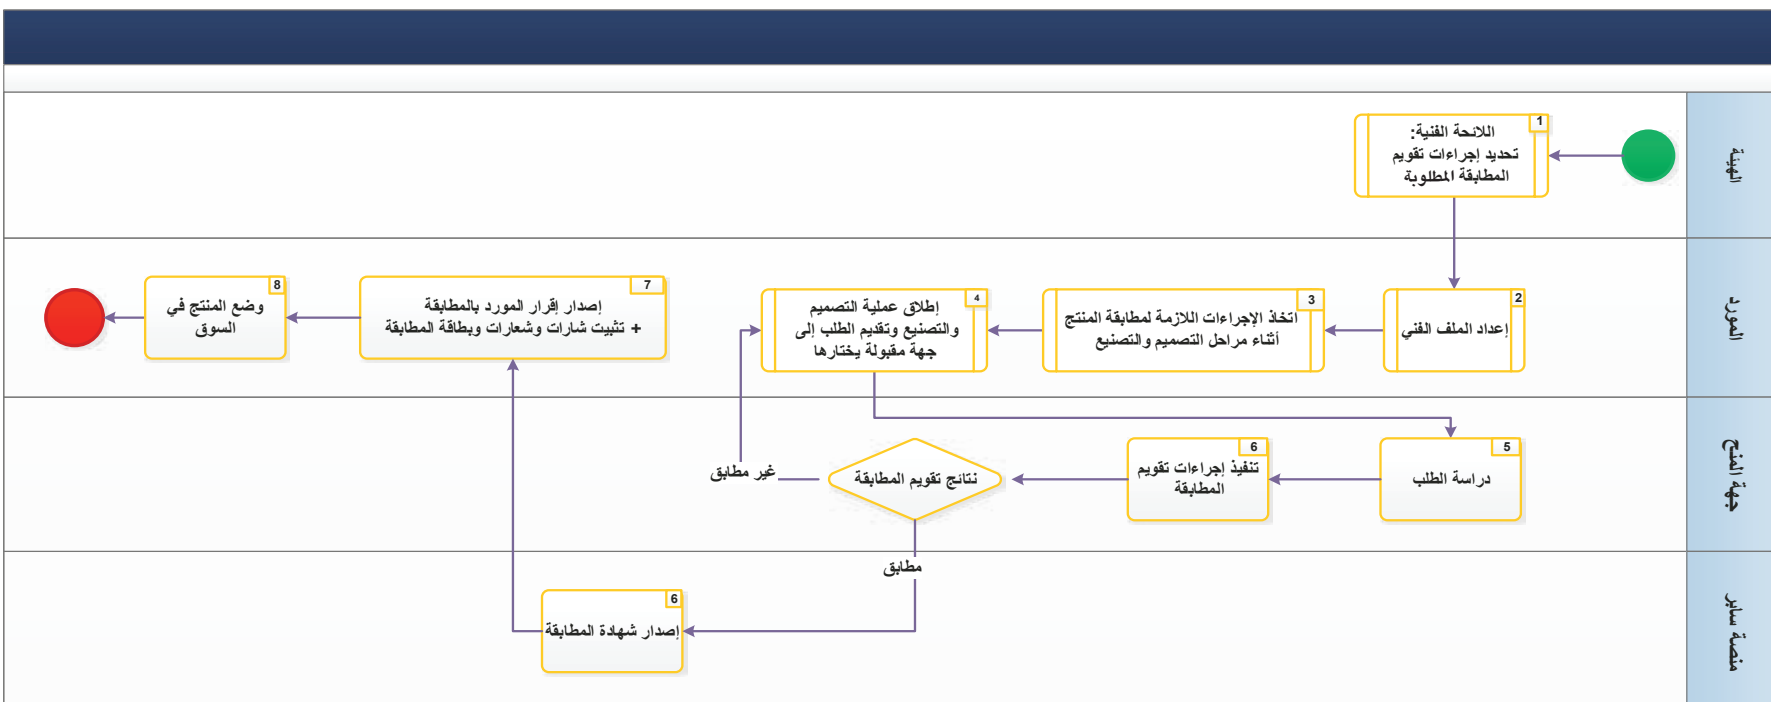 الهيئة
1
اللائحة الفنية:
تحديد إجراءات تقويم
المطابقة المطلوبة
المورد
2
إعداد الملف الفني
3
اتخاذ الإجراءات اللازمة لمطابقة المنتج
أثناء مراحل التصميم والتصنيع
4
إطلاق عملية التصميم
والتصنيع وتقديم الطلب إلى
جهة مقبولة يختارها
7
إصدار إقرار المورد بالمطابقة
+ تثبيت شارات وشعارات وبطاقة المطابقة
8
وضع المنتج في
السوق
جهة المنح
5
دراسة الطلب
6
تنفيذ إجراءات تقويم
المطابقة
نتائج تقويم المطابقة
غير مطابق
مطابق
منصة سابر
6
إصدار شهادة المطابقة